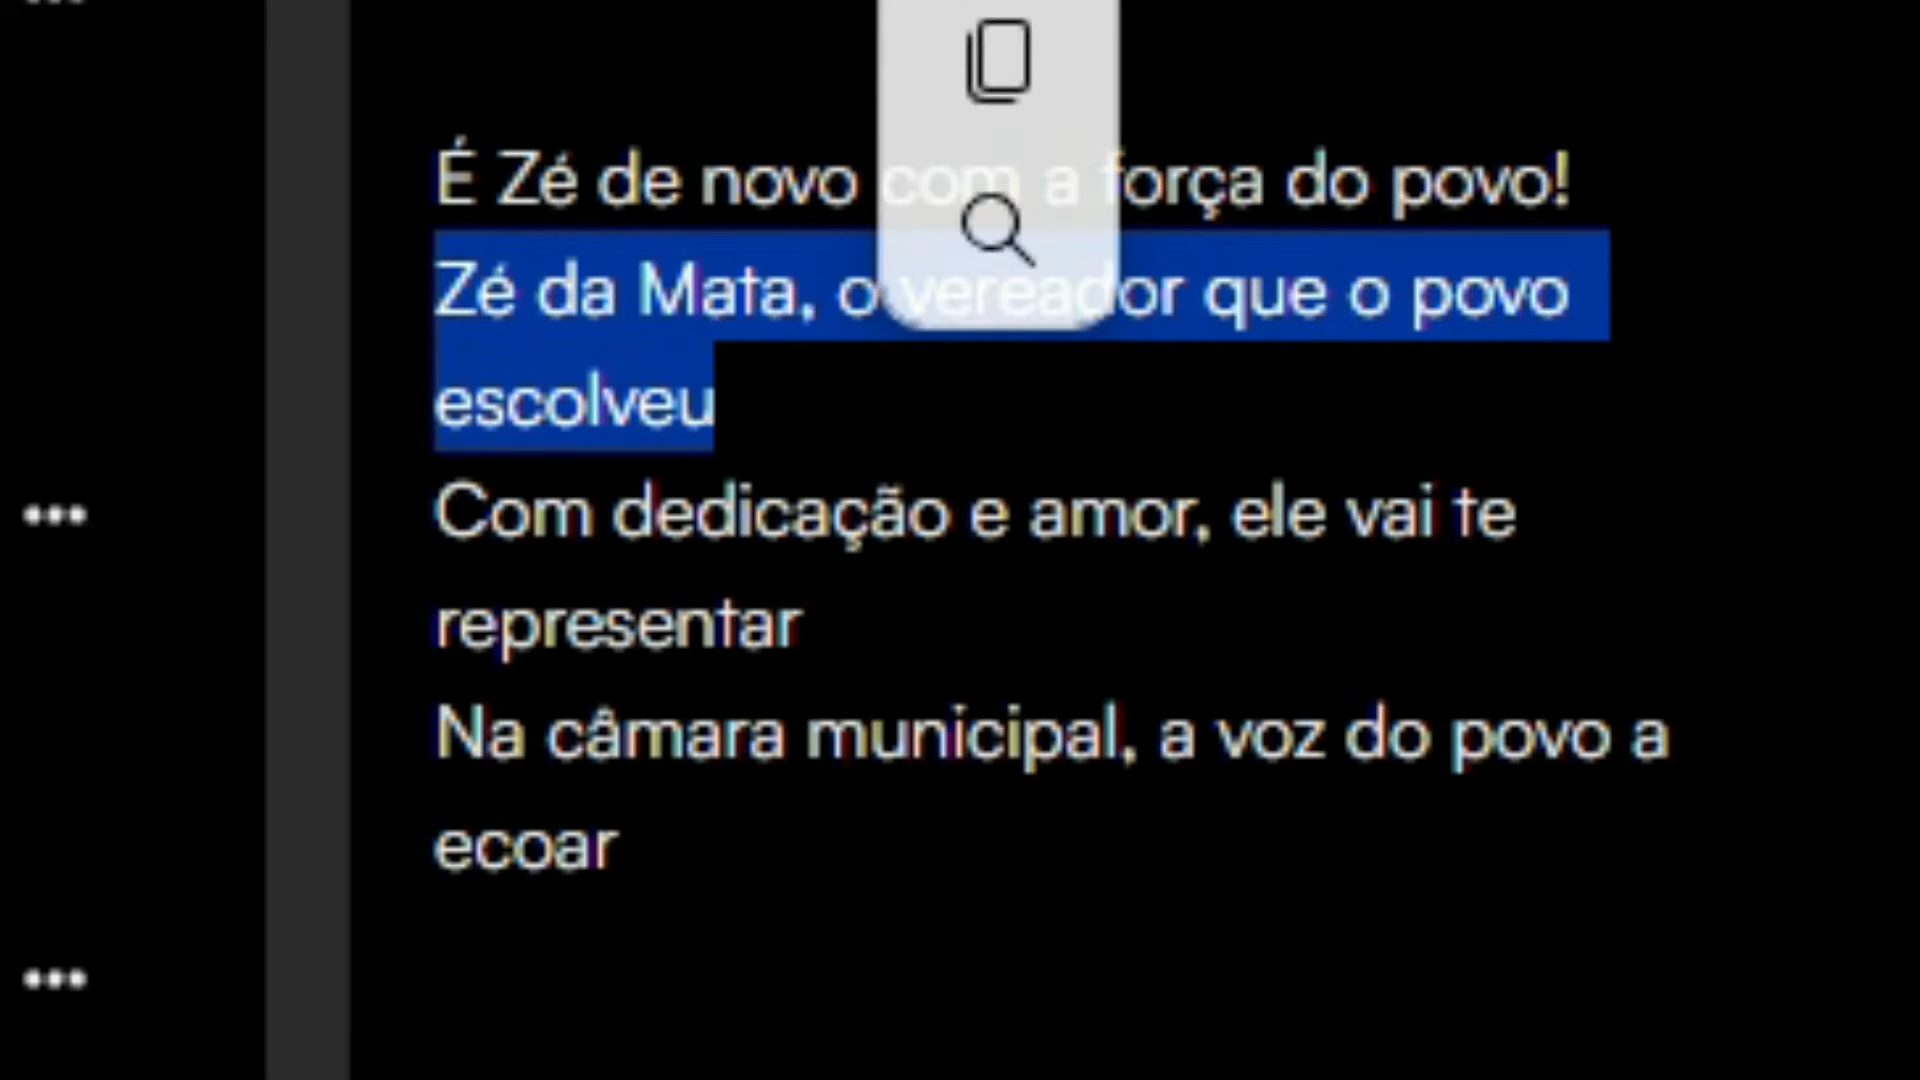 É Zé de novo com a força do povo!
Zé da Mata, o vereador que o povo
escolveu
Com dedicação e amor, ele vai te
representar
Na câmara municipal, a voz do povo a
ecoar